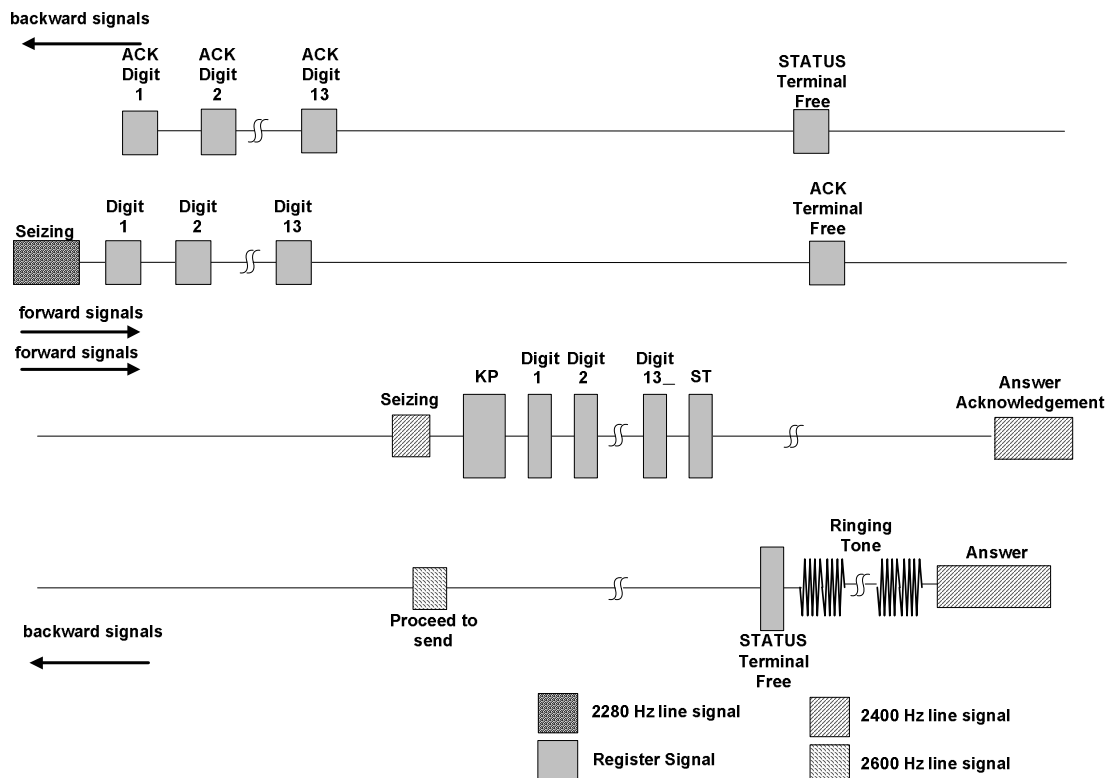 backward signals
ACK
Digit
1
ACK
Digit
2
ACK
Digit
13
STATUS
Terminal
Free
Seizing
Digit
1
Digit
2
Digit
13
ACK
Terminal
Free
forward signals
forward signals
Seizing
KP
Digit
1
Digit
2
Digit
13_
ST
Answer
Acknowledgement
Proceed to
send
STATUS
Terminal
Free
Ringing
Tone
Answer
backward signals
2280 Hz line signal
2400 Hz line signal
Register Signal
2600 Hz line signal